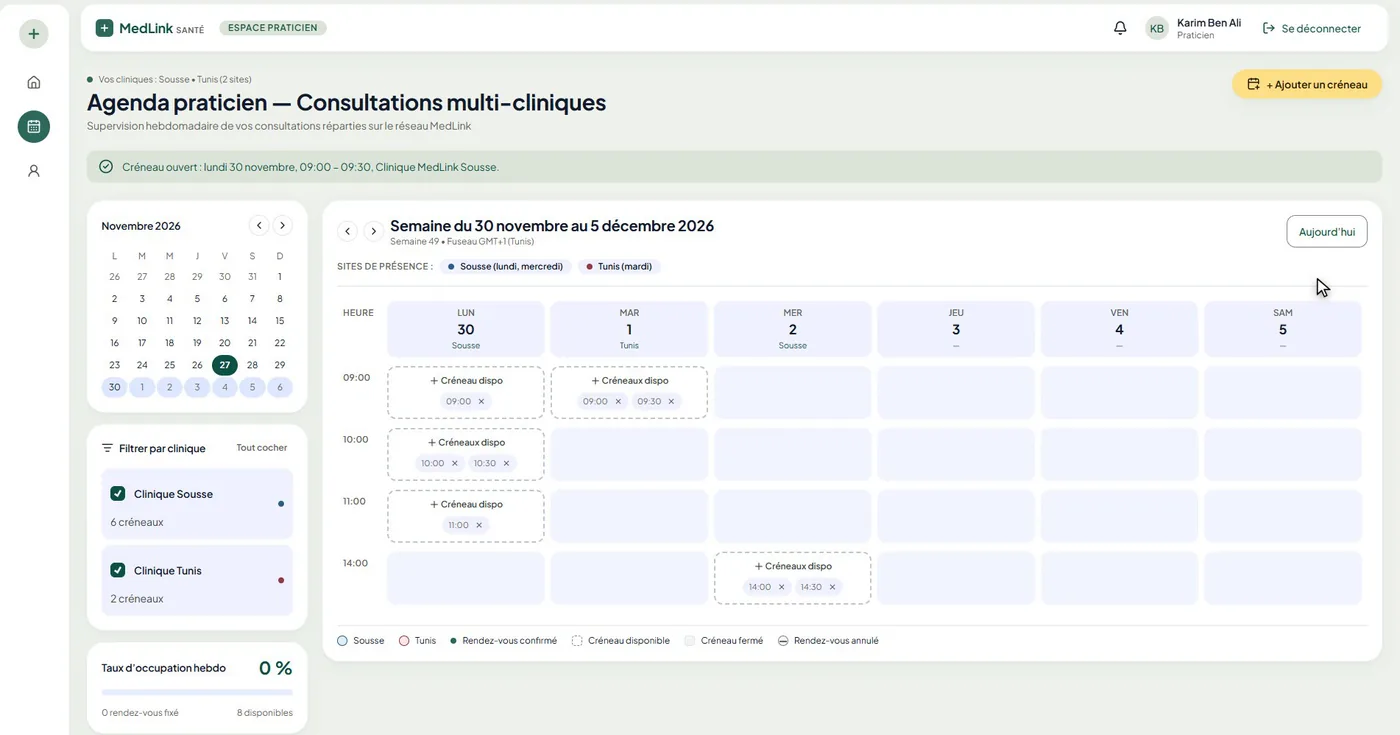 MedLink SANTÉ
ESPACE PRATICIEN
KB
Karim Ben Ali
Praticien
Se déconnecter
Vos cliniques : Sousse • Tunis (2 sites)
Agenda praticien — Consultations multi-cliniques
Supervision hebdomadaire de vos consultations réparties sur le réseau MedLink
+ Ajouter un créneau
Créneau ouvert : lundi 30 novembre, 09:00 – 09:30, Clinique MedLink Sousse.
Novembre 2026
L M M J V S D
26 27 28 29 30 31 1
2 3 4 5 6 7 8
9 10 11 12 13 14 15
16 17 18 19 20 21 22
23 24 25 26 27 28 29
30 1 2 3 4 5 6
Filtrer par clinique
Tout cocher
Clinique Sousse
6 créneaux
Clinique Tunis
2 créneaux
Taux d'occupation hebdo
0 %
0 rendez-vous fixé
8 disponibles
Semaine du 30 novembre au 5 décembre 2026
Semaine 49 • Fuseau GMT+1 (Tunis)
Aujourd'hui
SITES DE PRÉSENCE :
Sousse (lundi, mercredi)
Tunis (mardi)
HEURE LUN MAR MER JEU VEN SAM
30 1 2 3 4 5
Sousse Tunis Sousse — — —
09:00
+ Créneau dispo
09:00 ×
+ Créneaux dispo
09:00 × 09:30 ×
10:00
+ Créneaux dispo
10:00 × 10:30 ×
11:00
+ Créneau dispo
11:00 ×
14:00
+ Créneaux dispo
14:00 × 14:30 ×
Sousse
Tunis
Rendez-vous confirmé
Créneau disponible
Créneau fermé
Rendez-vous annulé